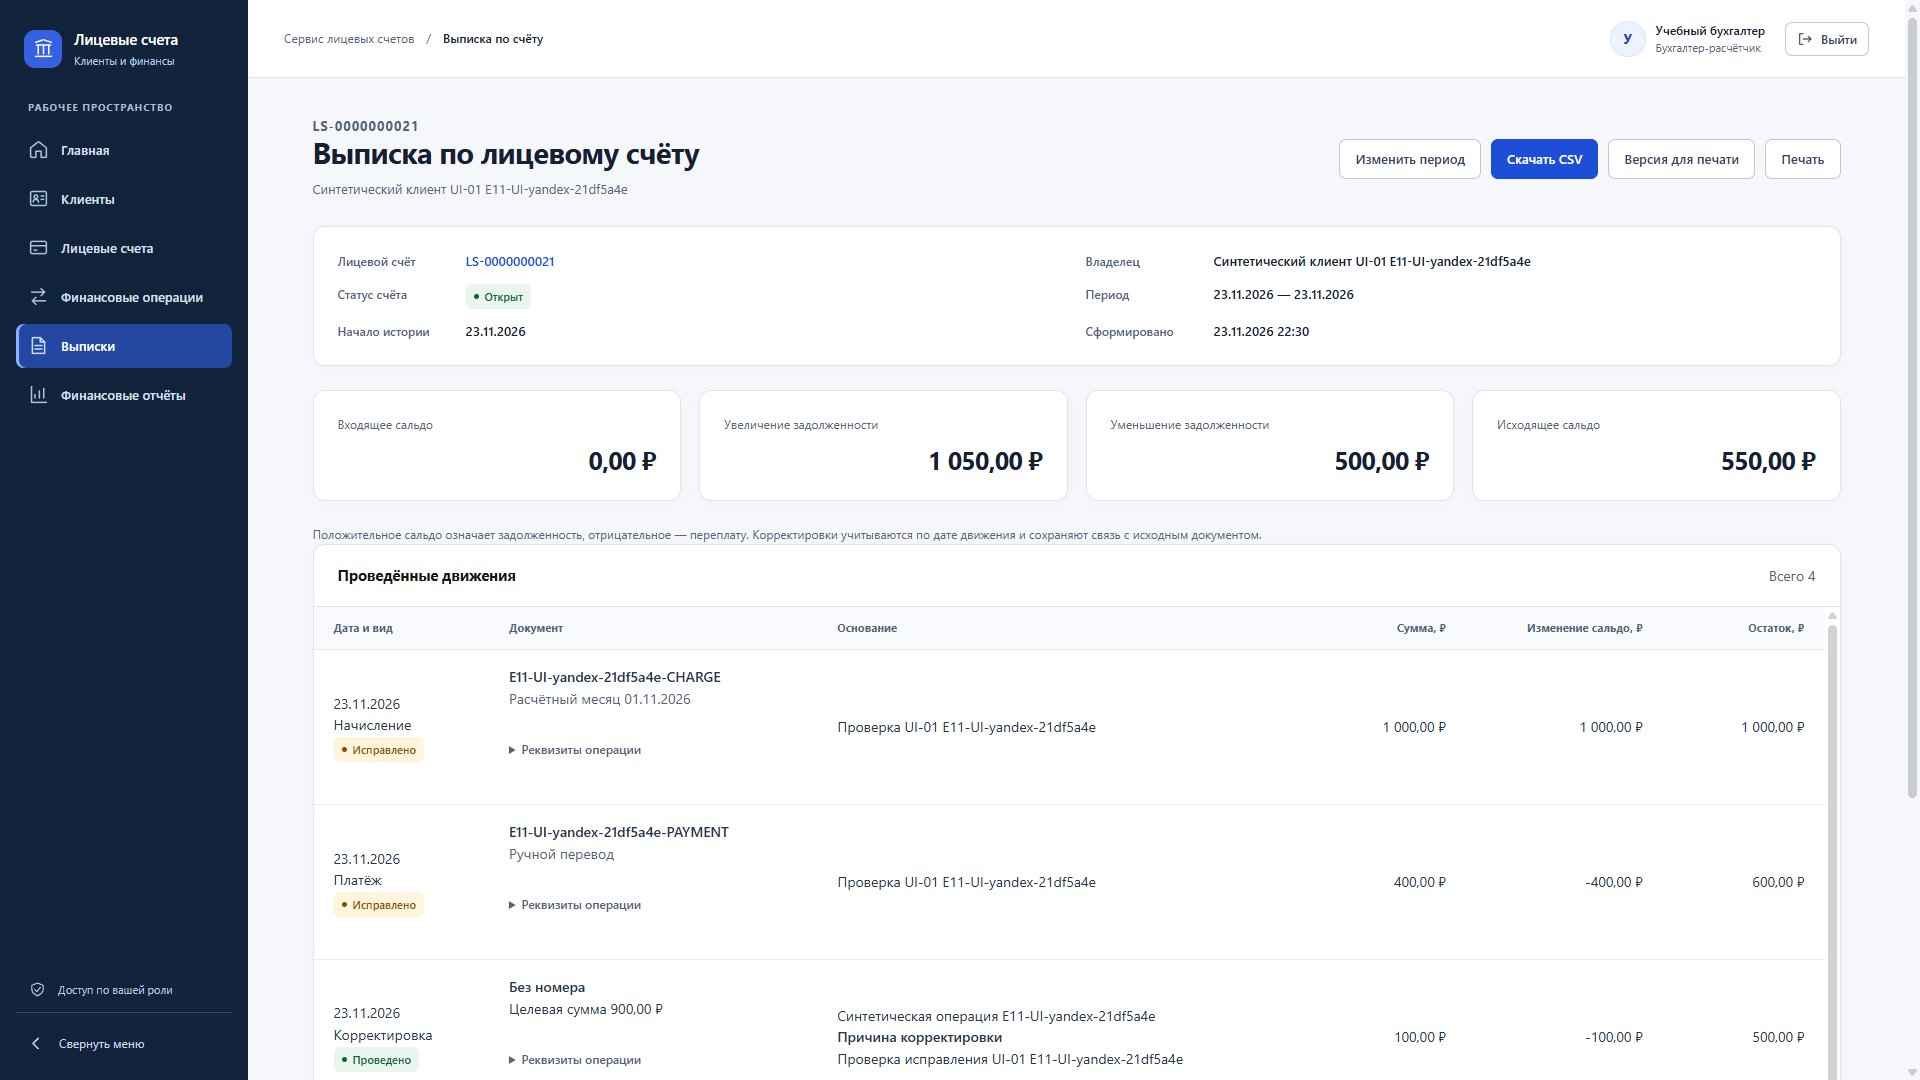 Лицевые счета
Клиенты и финансы
РАБОЧЕЕ ПРОСТРАНСТВО
Главная
Клиенты
Лицевые счета
Финансовые операции
Выписки
Финансовые отчёты
Доступ по вашей роли
Свернуть меню
Сервис лицевых счетов / Выписка по счёту
У
Учебный бухгалтер
Бухгалтер-расчётчик
Выйти
LS-0000000021
Выписка по лицевому счёту
Синтетический клиент UI-01 E11-UI-yandex-21df5a4e
Изменить период
Скачать CSV
Версия для печати
Печать
Лицевой счёт LS-0000000021
Владелец Синтетический клиент UI-01 E11-UI-yandex-21df5a4e
Статус счёта Открыт
Период 23.11.2026 — 23.11.2026
Начало истории 23.11.2026
Сформировано 23.11.2026 22:30
Входящее сальдо
0,00 ₽
Увеличение задолженности
1 050,00 ₽
Уменьшение задолженности
500,00 ₽
Исходящее сальдо
550,00 ₽
Положительное сальдо означает задолженность, отрицательное — переплату. Корректировки учитываются по дате движения и сохраняют связь с исходным документом.
Проведённые движения
Всего 4
Дата и вид Документ Основание Сумма, ₽ Изменение сальдо, ₽ Остаток, ₽
23.11.2026
Начисление
Исправлено
E11-UI-yandex-21df5a4e-CHARGE
Расчётный месяц 01.11.2026
Реквизиты операции
Проверка UI-01 E11-UI-yandex-21df5a4e
1 000,00 ₽ 1 000,00 ₽ 1 000,00 ₽
23.11.2026
Платёж
Исправлено
E11-UI-yandex-21df5a4e-PAYMENT
Ручной перевод
Реквизиты операции
Проверка UI-01 E11-UI-yandex-21df5a4e
400,00 ₽ -400,00 ₽ 600,00 ₽
23.11.2026
Корректировка
Проведено
Без номера
Целевая сумма 900,00 ₽
Реквизиты операции
Синтетическая операция E11-UI-yandex-21df5a4e
Причина корректировки
Проверка исправления UI-01 E11-UI-yandex-21df5a4e
100,00 ₽ -100,00 ₽ 500,00 ₽